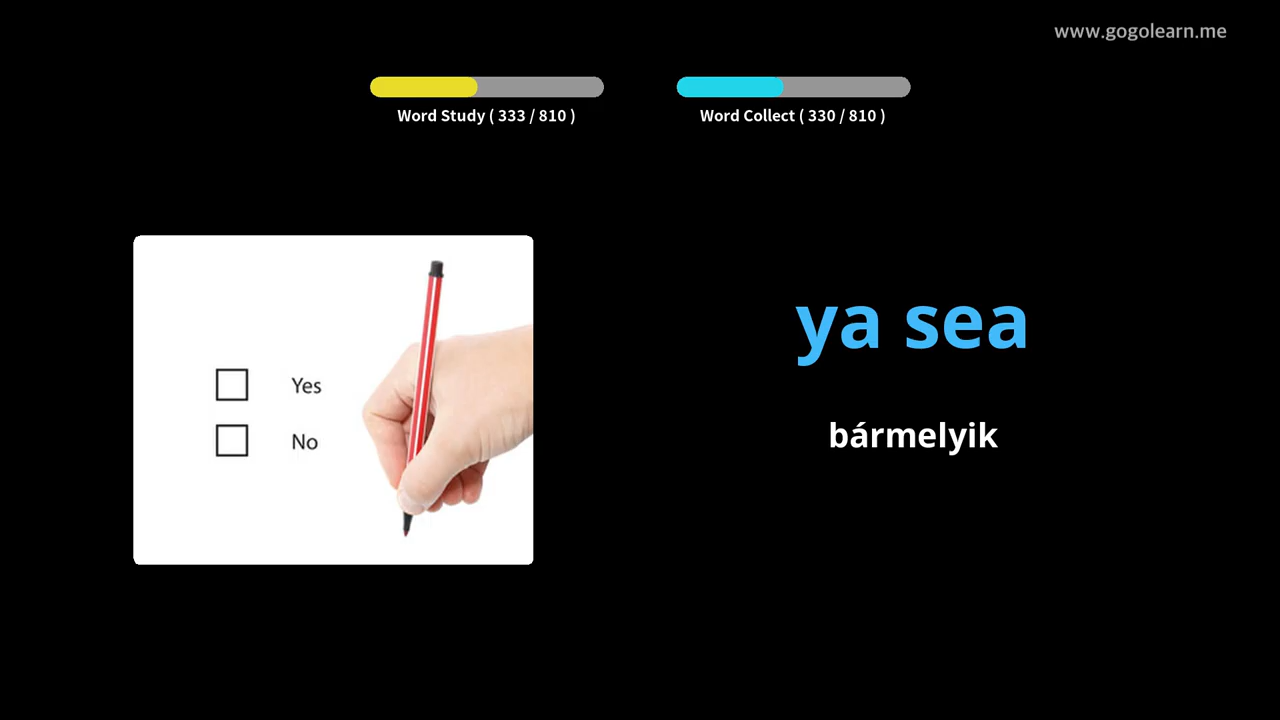 www.gogolearn.me
Word Study ( 333 / 810 )
Word Collect ( 330 / 810 )
Yes
No
ya sea
bármelyik